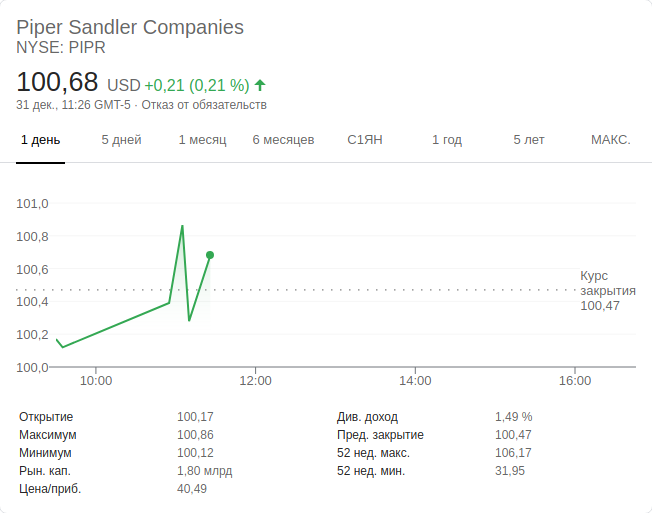 Piper Sandler Companies
NYSE: PIPR
100,68 USD +0,21 (0,21 %)
31 дек., 11:26 GMT-5 · Отказ от обязательств
1 день 5 дней 1 месяц 6 месяцев С1ЯН 1 год 5 лет МАКС.
101,0
100,8
100,6
100,4
100,2
100,0
Курс
закрытия
100,47
10:00 12:00 14:00 16:00
Открытие 100,17 Див. доход 1,49 %
Максимум 100,86 Пред. закрытие 100,47
Минимум 100,12 52 нед. макс. 106,17
Рын. кап. 1,80 млрд 52 нед. мин. 31,95
Цена/приб. 40,49